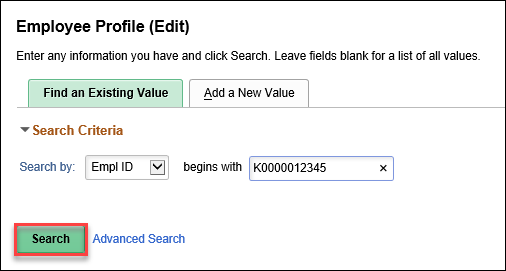 Employee Profile (Edit)
Enter any information you have and click Search. Leave fields blank for a list of all values.
Find an Existing Value Add a New Value
Search Criteria
Search by: Empl ID begins with K0000012345 ×
Search Advanced Search